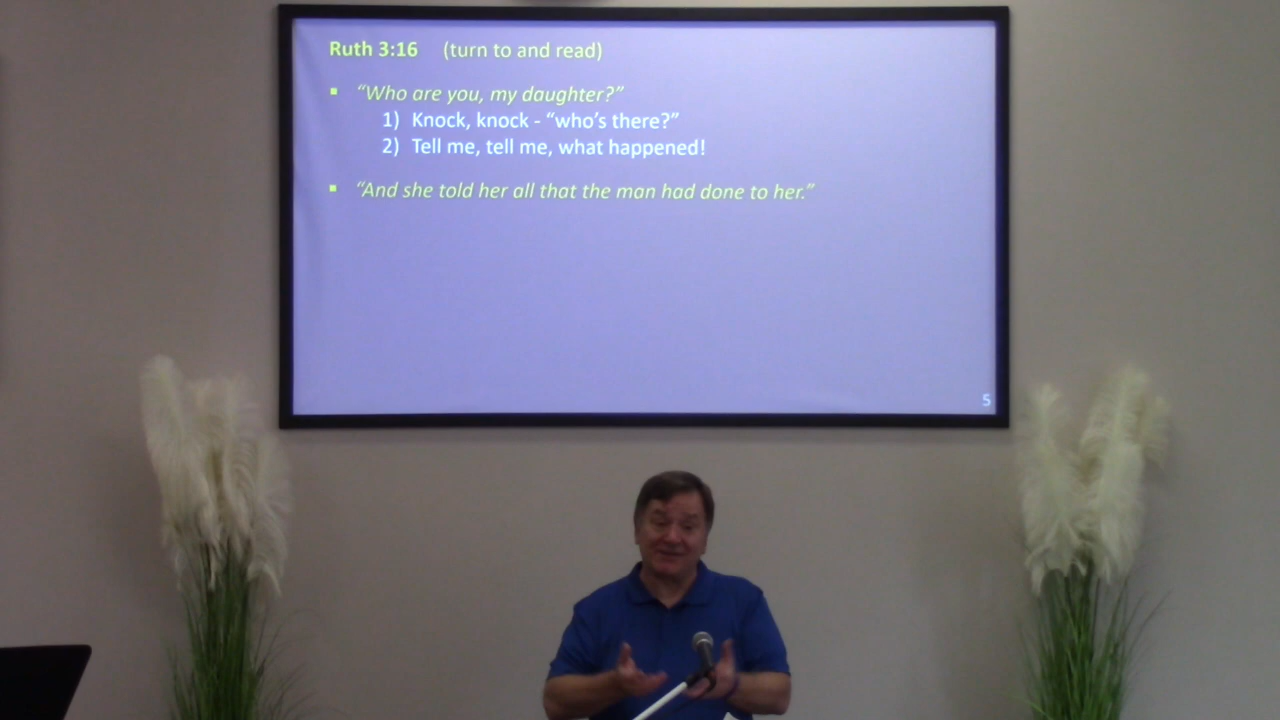 Ruth 3:16 (turn to and read)
▪ “Who are you, my daughter?”
1) Knock, knock - “who’s there?”
2) Tell me, tell me, what happened!
▪ “And she told her all that the man had done to her.”
5